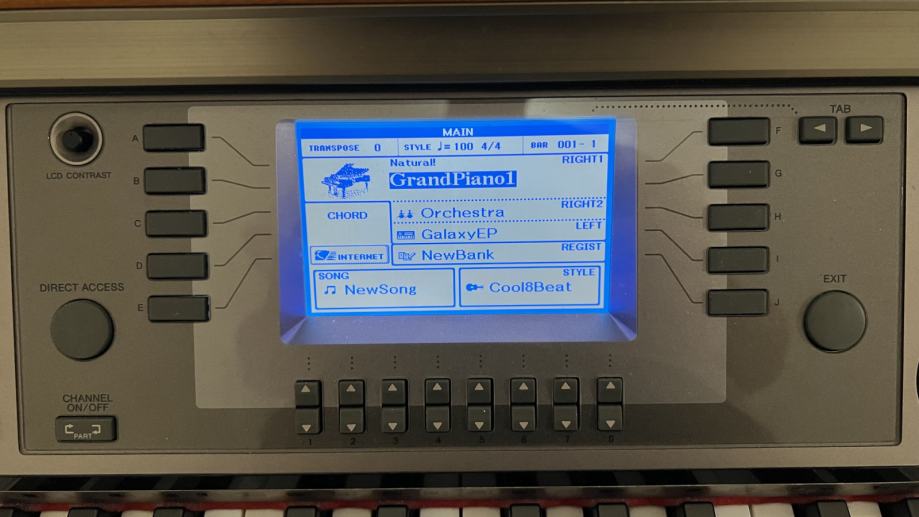 MAIN
TRANSPOSE 0 STYLE ♩=100 4/4 BAR 001- 1
Natural!
RIGHT1
GrandPiano1
RIGHT2
Orchestra
LEFT
GalaxyEP
CHORD
REGIST
NewBank
INTERNET
SONG
NewSong
STYLE
Cool8Beat
LCD CONTRAST
A
B
C
D
E
DIRECT ACCESS
CHANNEL
ON/OFF
PART
TAB
F
G
H
I
J
EXIT
1 2 3 4 5 6 7 8